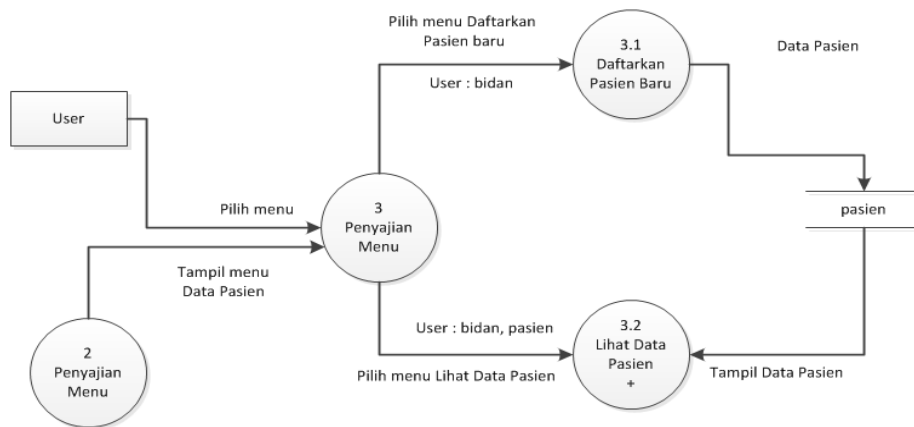 Pilih menu Daftarkan
Pasien baru
User : bidan
3.1
Daftarkan
Pasien Baru
Data Pasien
User
Pilih menu
3
Penyajian
Menu
pasien
Tampil menu
Data Pasien
2
Penyajian
Menu
User : bidan, pasien
Pilih menu Lihat Data Pasien
3.2
Lihat Data
Pasien
+
Tampil Data Pasien